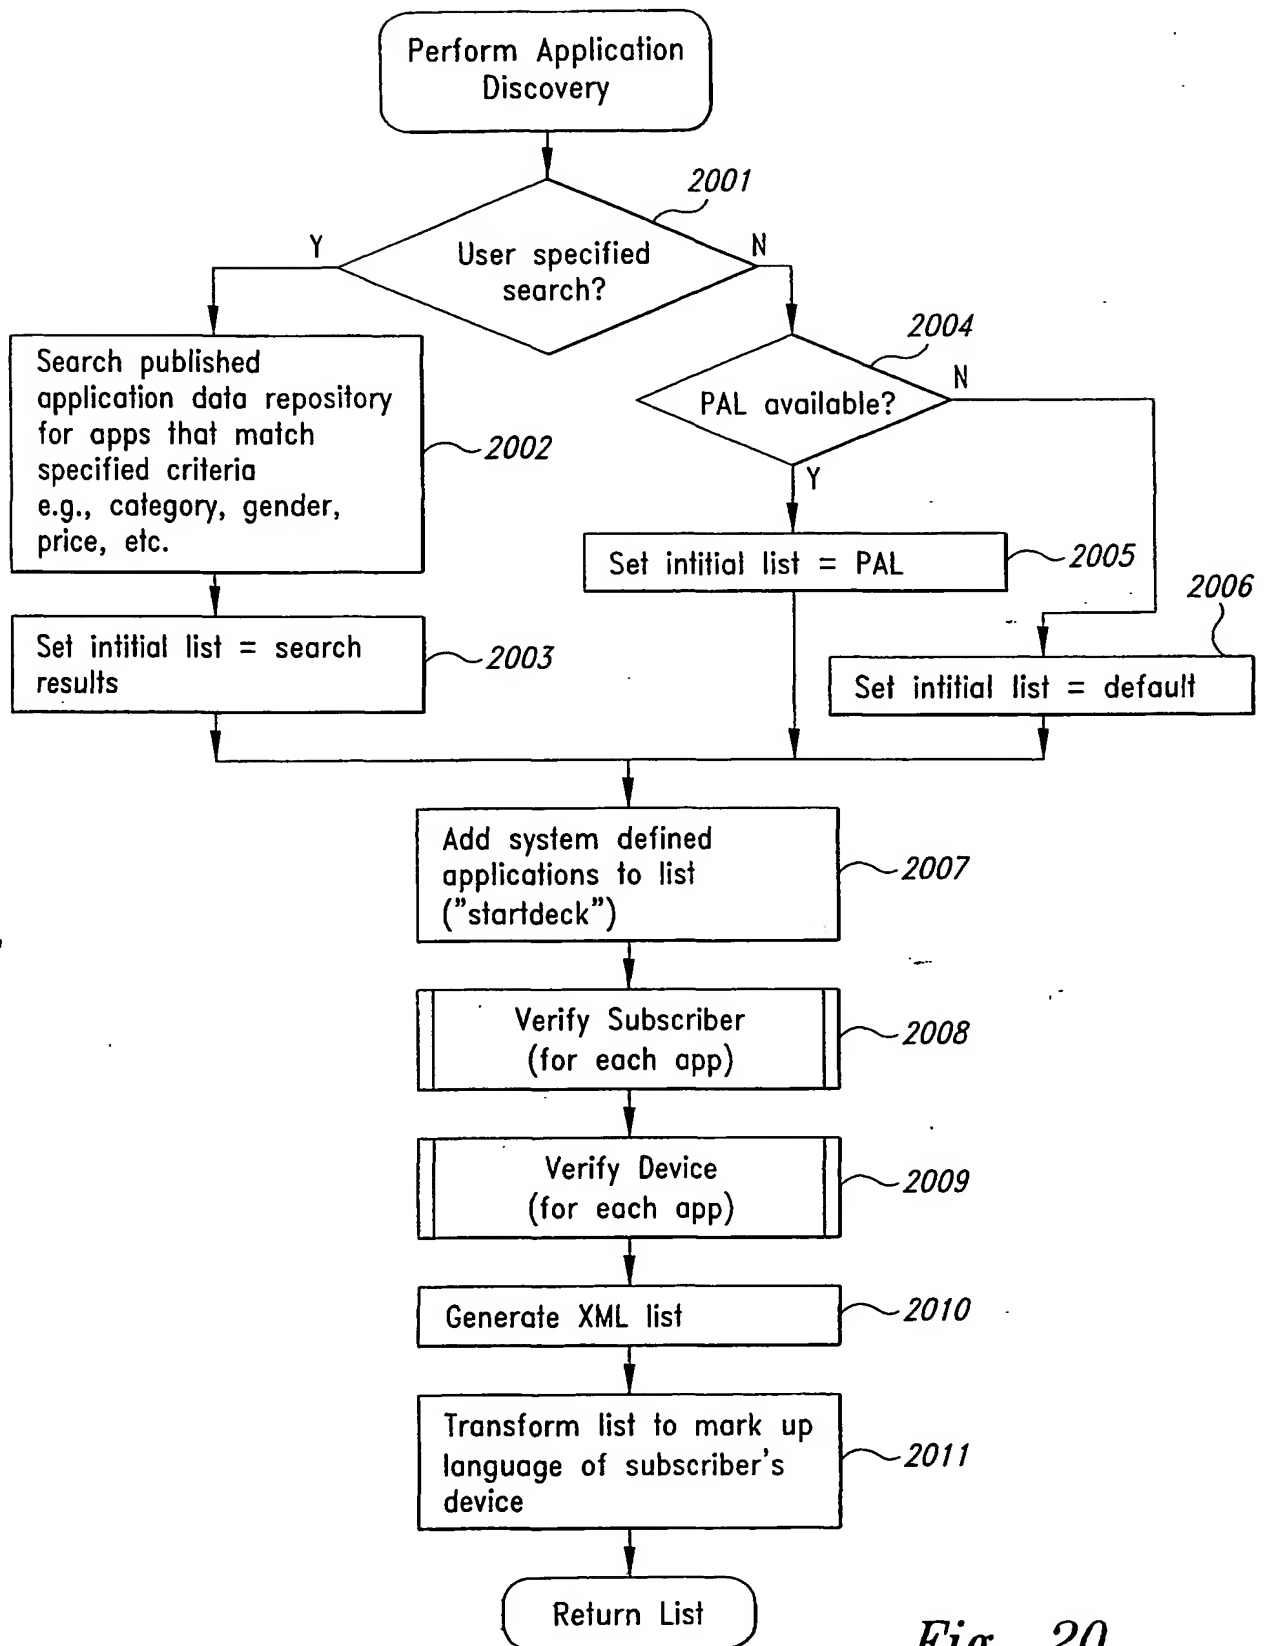 Perform Application
Discovery
2001
Y
N
User specified
search?
2004
N
PAL available?
Y
Search published
application data repository
for apps that match
specified criteria
e.g., category, gender,
price, etc.
2002
Set intitial list = PAL
2005
2006
Set intitial list = search
results
2003
Set intitial list = default
Add system defined
applications to list
("startdeck")
2007
Verify Subscriber
(for each app)
2008
Verify Device
(for each app)
2009
Generate XML list
2010
Transform list to mark up
language of subscriber's
device
2011
Return List
Fig. 20